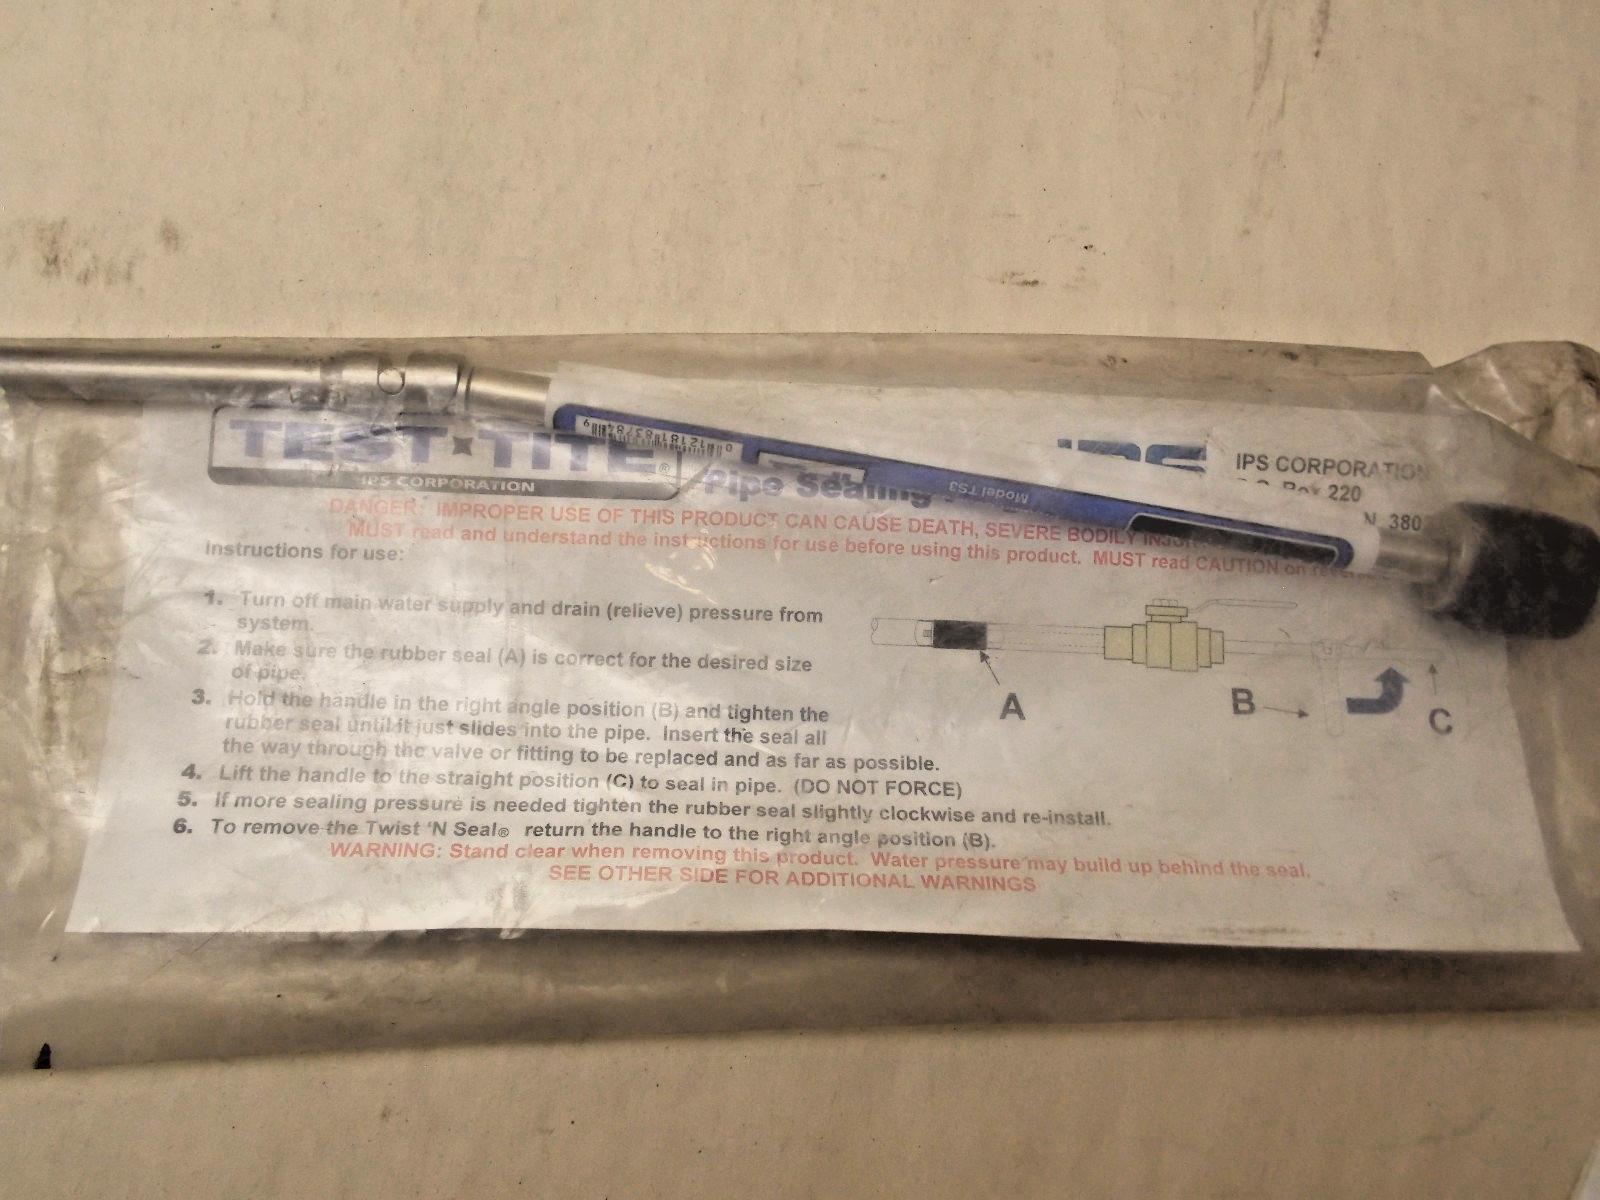 TEST TITE®
IPS CORPORATION
Pipe Sealing
0 12181 83784 9
Model TS3
IPS
IPS CORPORATION
Box 220
N 380
DANGER: IMPROPER USE OF THIS PRODUCT CAN CAUSE DEATH, SEVERE BODILY
MUST read and understand the instructions for use before using this product. MUST read CAUTION on
Instructions for use:
1. Turn off main water supply and drain (relieve) pressure from
system.
2. Make sure the rubber seal (A) is correct for the desired size
of pipe.
3. Hold the handle in the right angle position (B) and tighten the
rubber seal until it just slides into the pipe. Insert the seal all
the way through the valve or fitting to be replaced and as far as possible.
4. Lift the handle to the straight position (C) to seal in pipe. (DO NOT FORCE)
5. If more sealing pressure is needed tighten the rubber seal slightly clockwise and re-install.
6. To remove the Twist 'N Seal® return the handle to the right angle position (B).
WARNING: Stand clear when removing this product. Water pressure may build up behind the seal.
SEE OTHER SIDE FOR ADDITIONAL WARNINGS
A
B
C